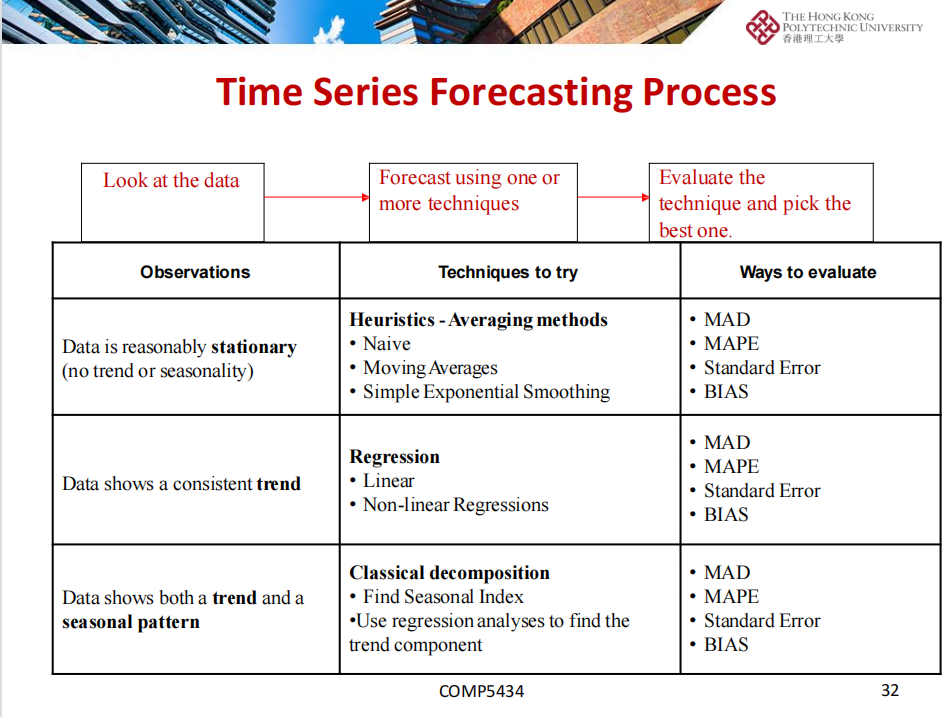 THE HONG KONG
POLYTECHNIC UNIVERSITY
香港理工大學
Time Series Forecasting Process
Look at the data
Forecast using one or
more techniques
Evaluate the
technique and pick the
best one.
Observations
Techniques to try
Ways to evaluate
Data is reasonably stationary
(no trend or seasonality)
Heuristics - Averaging methods
• Naive
• Moving Averages
• Simple Exponential Smoothing
• MAD
• MAPE
• Standard Error
• BIAS
Data shows a consistent trend
Regression
• Linear
• Non-linear Regressions
• MAD
• MAPE
• Standard Error
• BIAS
Data shows both a trend and a
seasonal pattern
Classical decomposition
• Find Seasonal Index
•Use regression analyses to find the
trend component
• MAD
• MAPE
• Standard Error
• BIAS
COMP5434
32